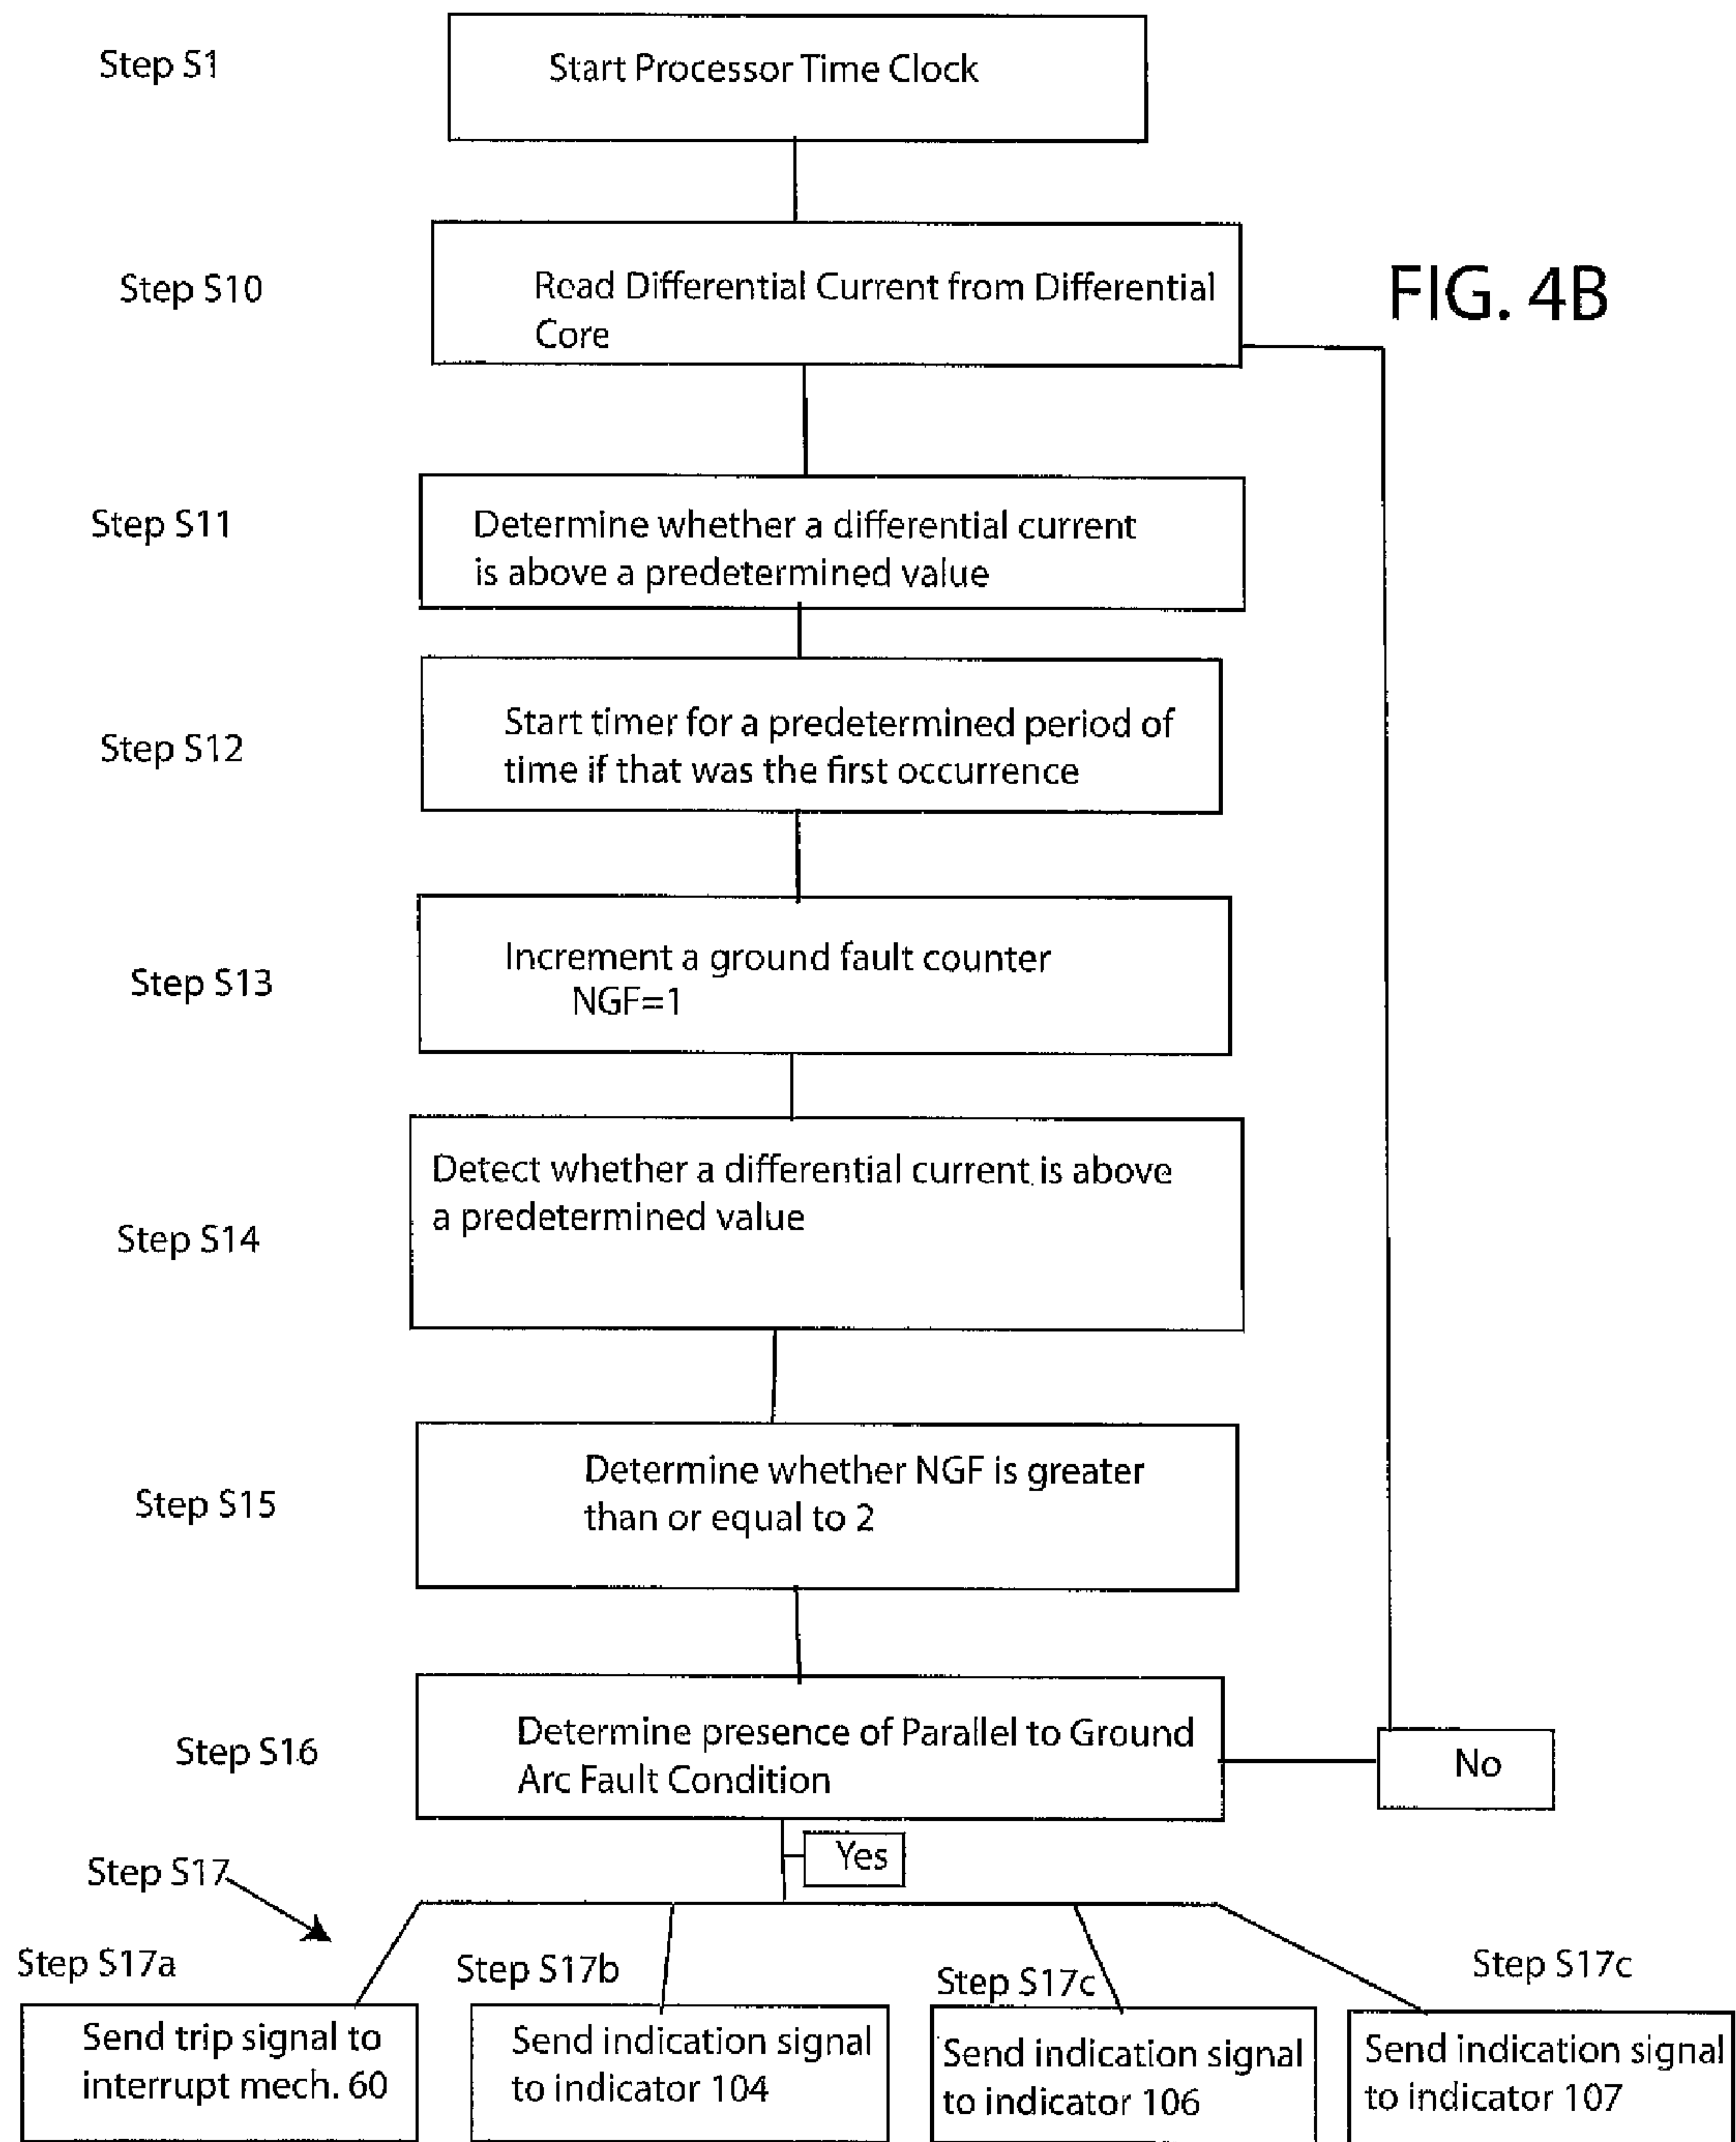 Step S1
Start Processor Time Clock
Step S10
Read Differential Current from Differential
Core
FIG. 4B
Step S11
Determine whether a differential current
is above a predetermined value
Step S12
Start timer for a predetermined period of
time if that was the first occurrence
Step S13
Increment a ground fault counter
NGF=1
Step S14
Detect whether a differential current is above
a predetermined value
Step S15
Determine whether NGF is greater
than or equal to 2
Step S16
Determine presence of Parallel to Ground
Arc Fault Condition
No
Yes
Step S17
Step S17a
Send trip signal to
interrupt mech. 60
Step S17b
Send indication signal
to indicator 104
Step S17c
Send indication signal
to indicator 106
Step S17c
Send indication signal
to indicator 107